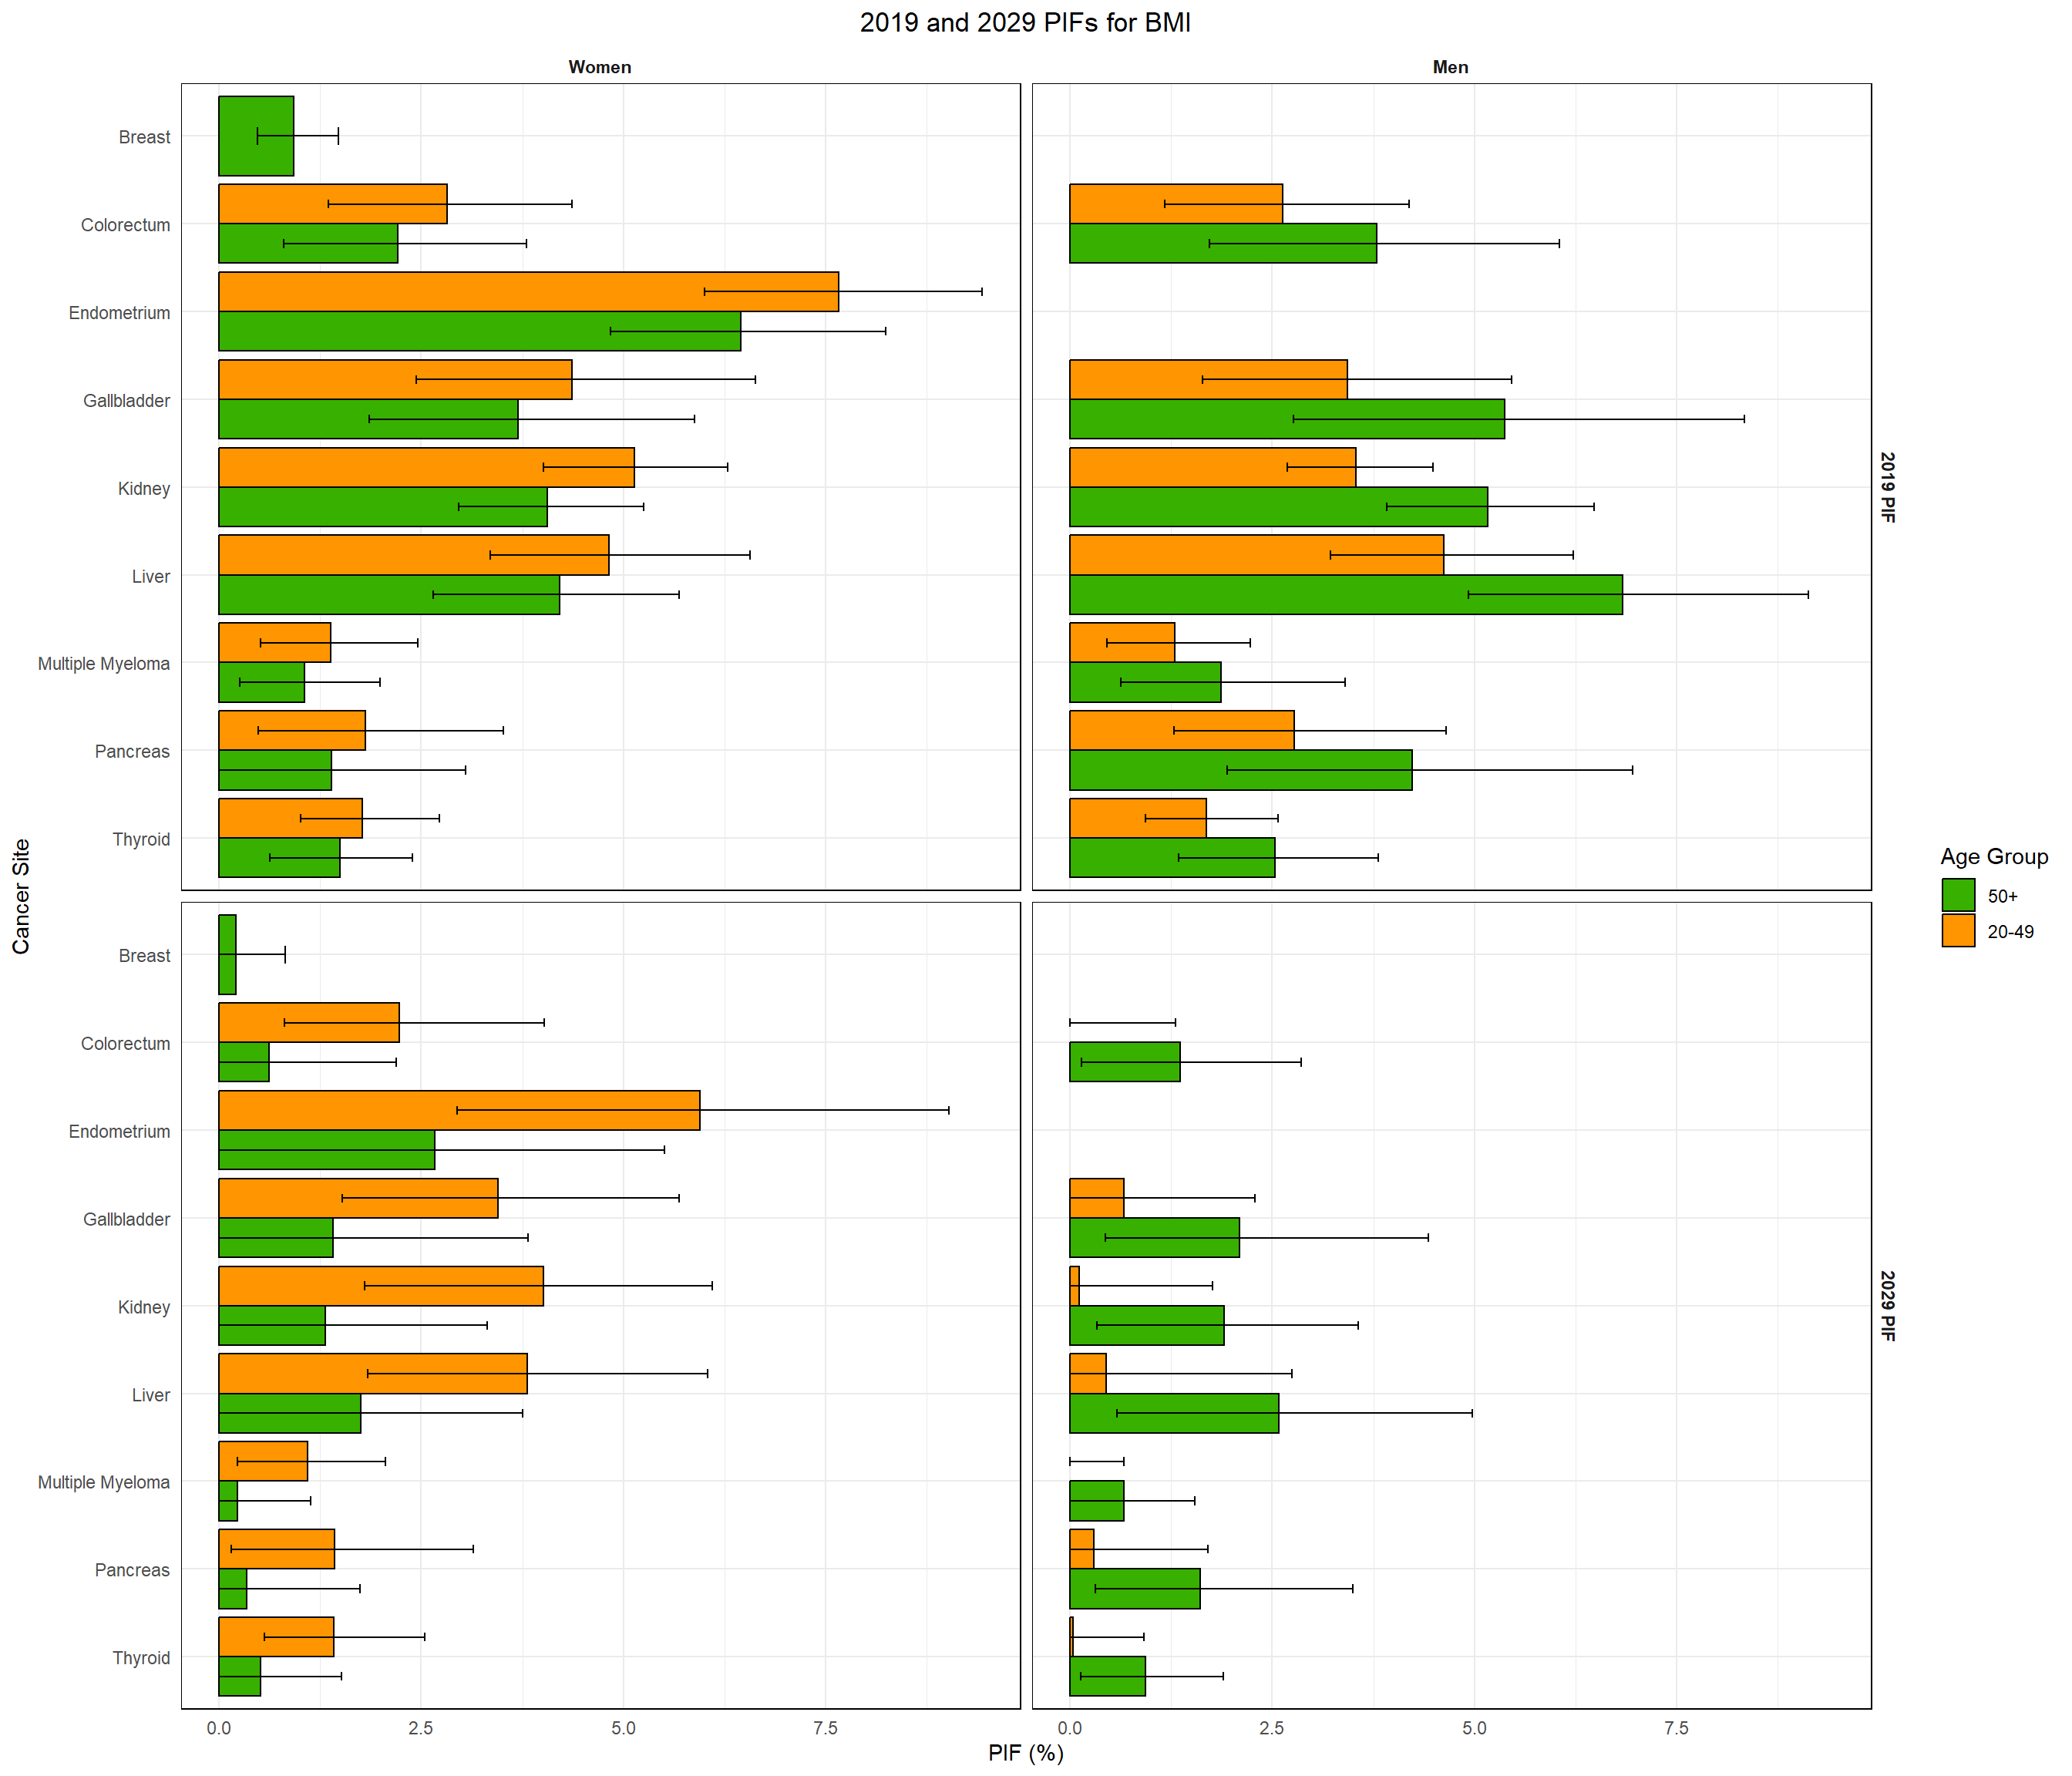 2019 and 2029 PIFs for BMI
Women
Men
Breast
Colorectum
Endometrium
Gallbladder
Kidney
Liver
Multiple Myeloma
Pancreas
Thyroid
2019 PIF
Breast
Colorectum
Endometrium
Gallbladder
Kidney
Liver
Multiple Myeloma
Pancreas
Thyroid
2029 PIF
Cancer Site
0.0 2.5 5.0 7.5
0.0 2.5 5.0 7.5
PIF (%)
Age Group
50+
20-49